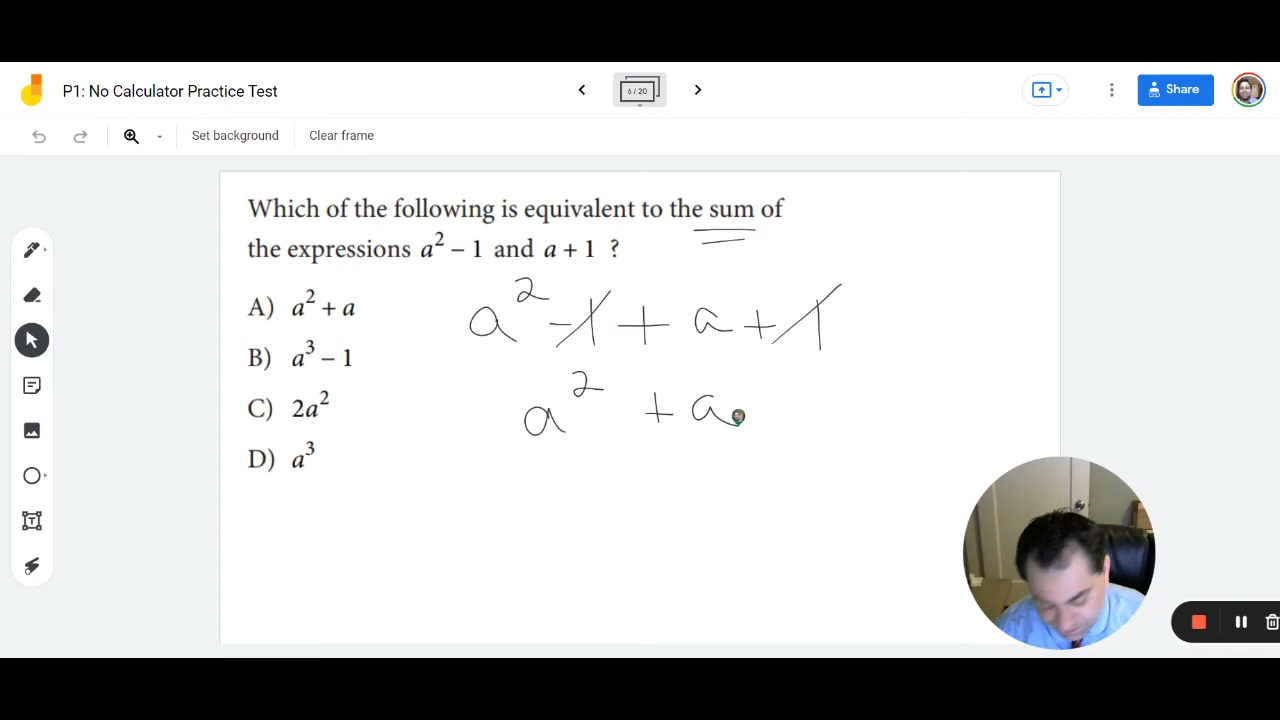 P1: No Calculator Practice Test
6 / 20
Share
Set background
Clear frame
Which of the following is equivalent to the sum of
the expressions a² − 1 and a + 1 ?
A) a² + a
B) a³ − 1
C) 2a²
D) a³
a² − 1 + a + 1
a² + a
T